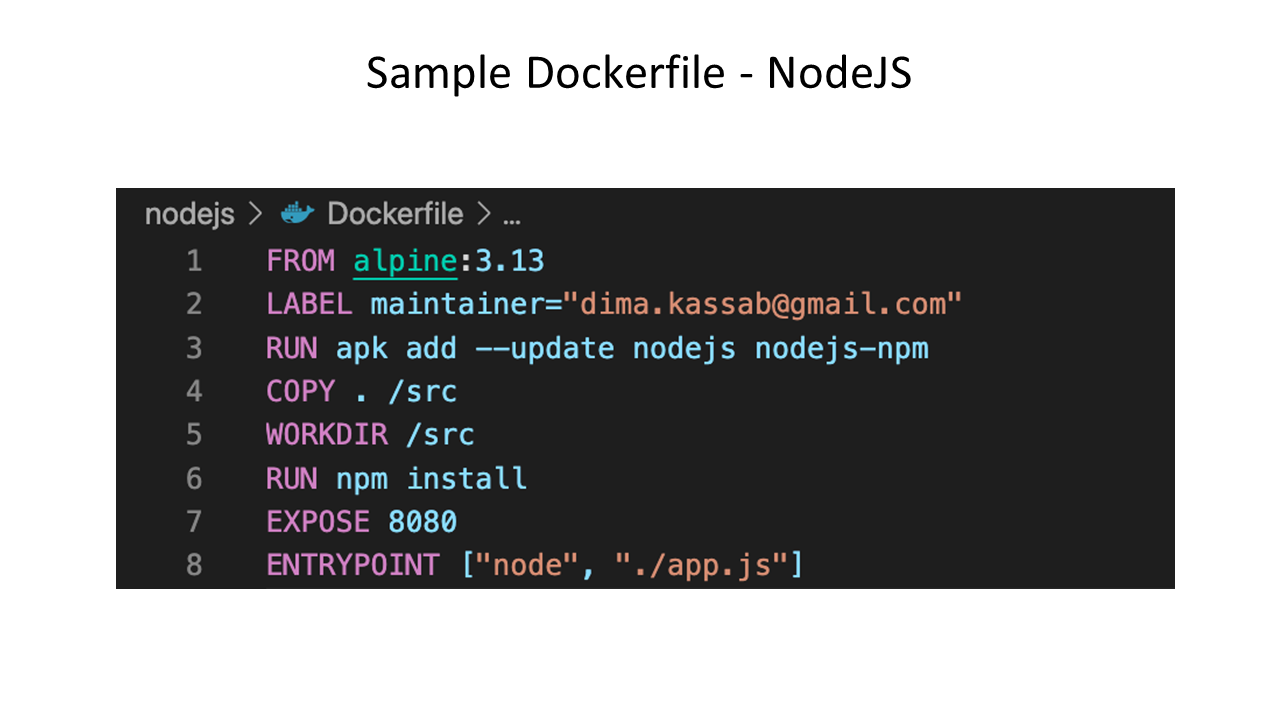 Sample Dockerfile - NodeJS
nodejs > Dockerfile > ...
1 FROM alpine:3.13
2 LABEL maintainer="dima.kassab@gmail.com"
3 RUN apk add --update nodejs nodejs-npm
4 COPY . /src
5 WORKDIR /src
6 RUN npm install
7 EXPOSE 8080
8 ENTRYPOINT ["node", "./app.js"]